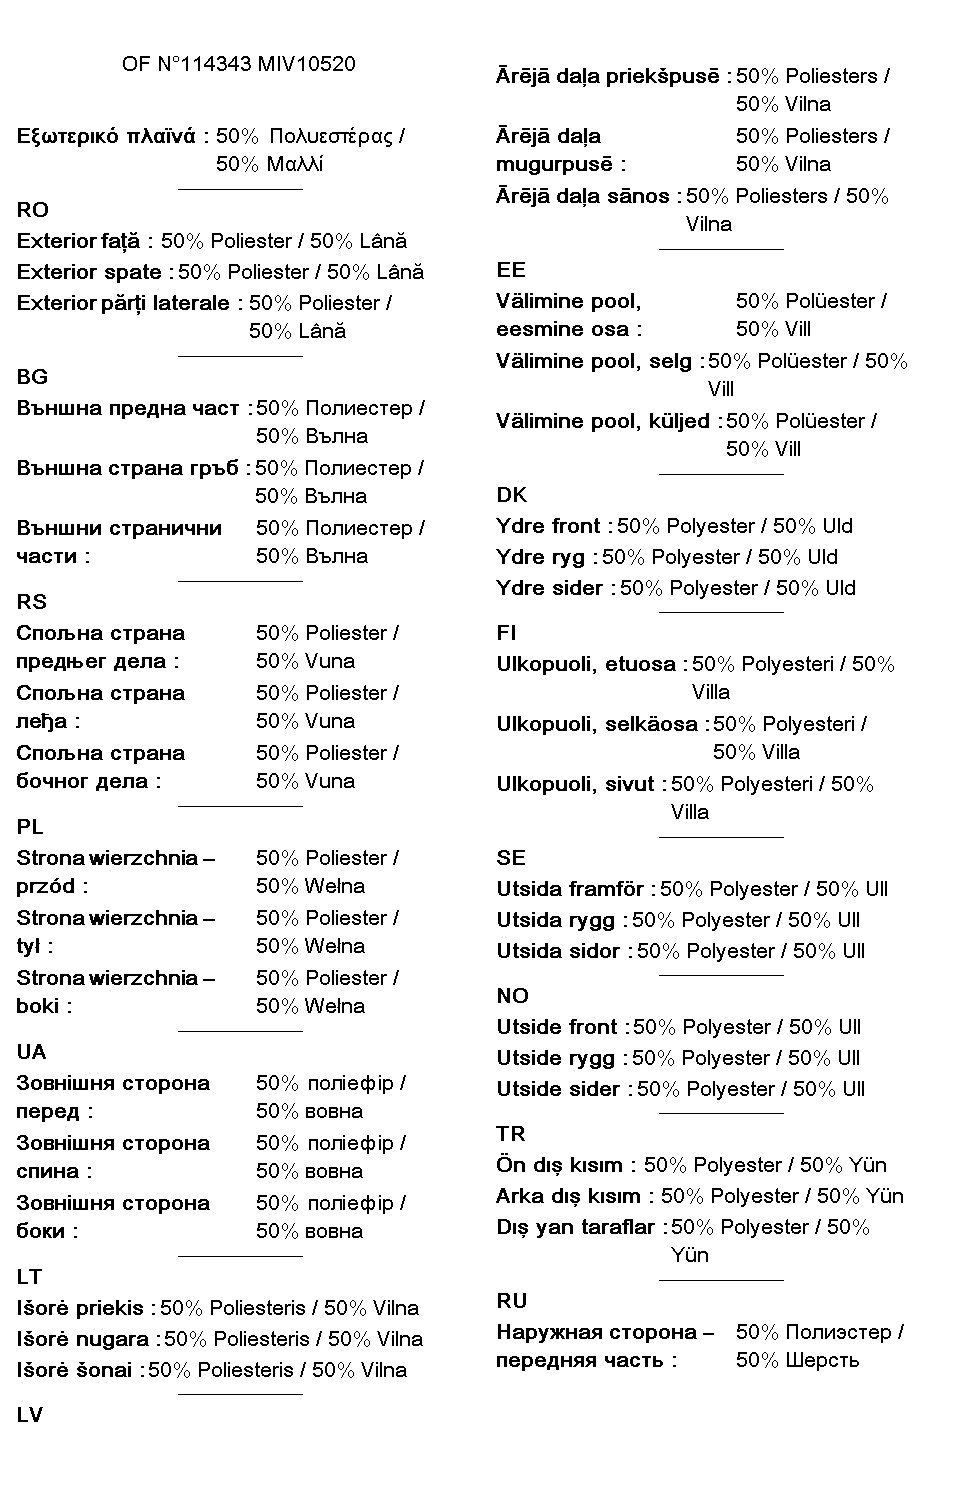 OF N°114343 MIV10520
Εξωτερικό πλαϊνά : 50% Πολυεστέρας /
50% Μαλλί
RO
Exterior față : 50% Poliester / 50% Lână
Exterior spate : 50% Poliester / 50% Lână
Exterior părți laterale : 50% Poliester /
50% Lână
BG
Външна предна част : 50% Полиестер /
50% Вълна
Външна страна гръб : 50% Полиестер /
50% Вълна
Външни странични 50% Полиестер /
части : 50% Вълна
RS
Спољна страна 50% Poliester /
предњег дела : 50% Vuna
Спољна страна 50% Poliester /
леђа : 50% Vuna
Спољна страна 50% Poliester /
бочног дела : 50% Vuna
PL
Strona wierzchnia – 50% Poliester /
przód : 50% Wełna
Strona wierzchnia – 50% Poliester /
tył : 50% Wełna
Strona wierzchnia – 50% Poliester /
boki : 50% Wełna
UA
Зовнішня сторона 50% поліефір /
перед : 50% вовна
Зовнішня сторона 50% поліефір /
спина : 50% вовна
Зовнішня сторона 50% поліефір /
боки : 50% вовна
LT
Išorė priekis : 50% Poliesteris / 50% Vilna
Išorė nugara : 50% Poliesteris / 50% Vilna
Išorė šonai : 50% Poliesteris / 50% Vilna
LV
Ārējā daļa priekšpusē : 50% Poliesters /
50% Vilna
Ārējā daļa 50% Poliesters /
mugurpusē : 50% Vilna
Ārējā daļa sānos : 50% Poliesters / 50%
Vilna
EE
Välimine pool, 50% Polüester /
eesmine osa : 50% Vill
Välimine pool, selg : 50% Polüester / 50%
Vill
Välimine pool, küljed : 50% Polüester /
50% Vill
DK
Ydre front : 50% Polyester / 50% Uld
Ydre ryg : 50% Polyester / 50% Uld
Ydre sider : 50% Polyester / 50% Uld
FI
Ulkopuoli, etuosa : 50% Polyesteri / 50%
Villa
Ulkopuoli, selkäosa : 50% Polyesteri /
50% Villa
Ulkopuoli, sivut : 50% Polyesteri / 50%
Villa
SE
Utsida framför : 50% Polyester / 50% Ull
Utsida rygg : 50% Polyester / 50% Ull
Utsida sidor : 50% Polyester / 50% Ull
NO
Utside front : 50% Polyester / 50% Ull
Utside rygg : 50% Polyester / 50% Ull
Utside sider : 50% Polyester / 50% Ull
TR
Ön dış kısım : 50% Polyester / 50% Yün
Arka dış kısım : 50% Polyester / 50% Yün
Dış yan taraflar : 50% Polyester / 50%
Yün
RU
Наружная сторона – 50% Полиэстер /
передняя часть : 50% Шерсть